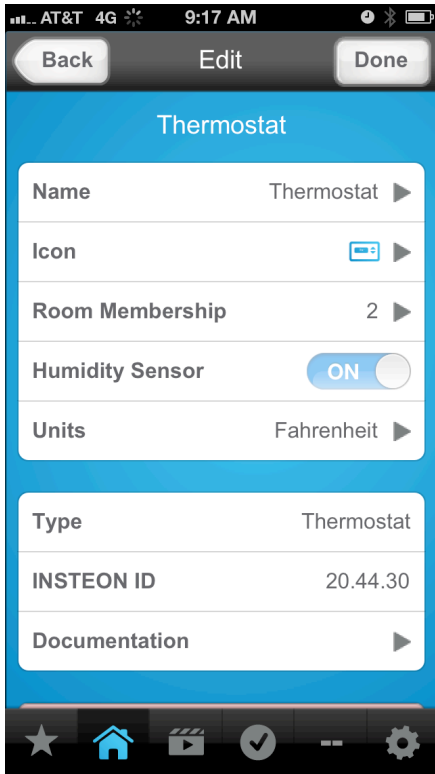 AT&T 4G 9:17 AM
Back Edit Done
Thermostat
Name Thermostat
Icon
Room Membership 2
Humidity Sensor ON
Units Fahrenheit
Type Thermostat
INSTEON ID 20.44.30
Documentation
--